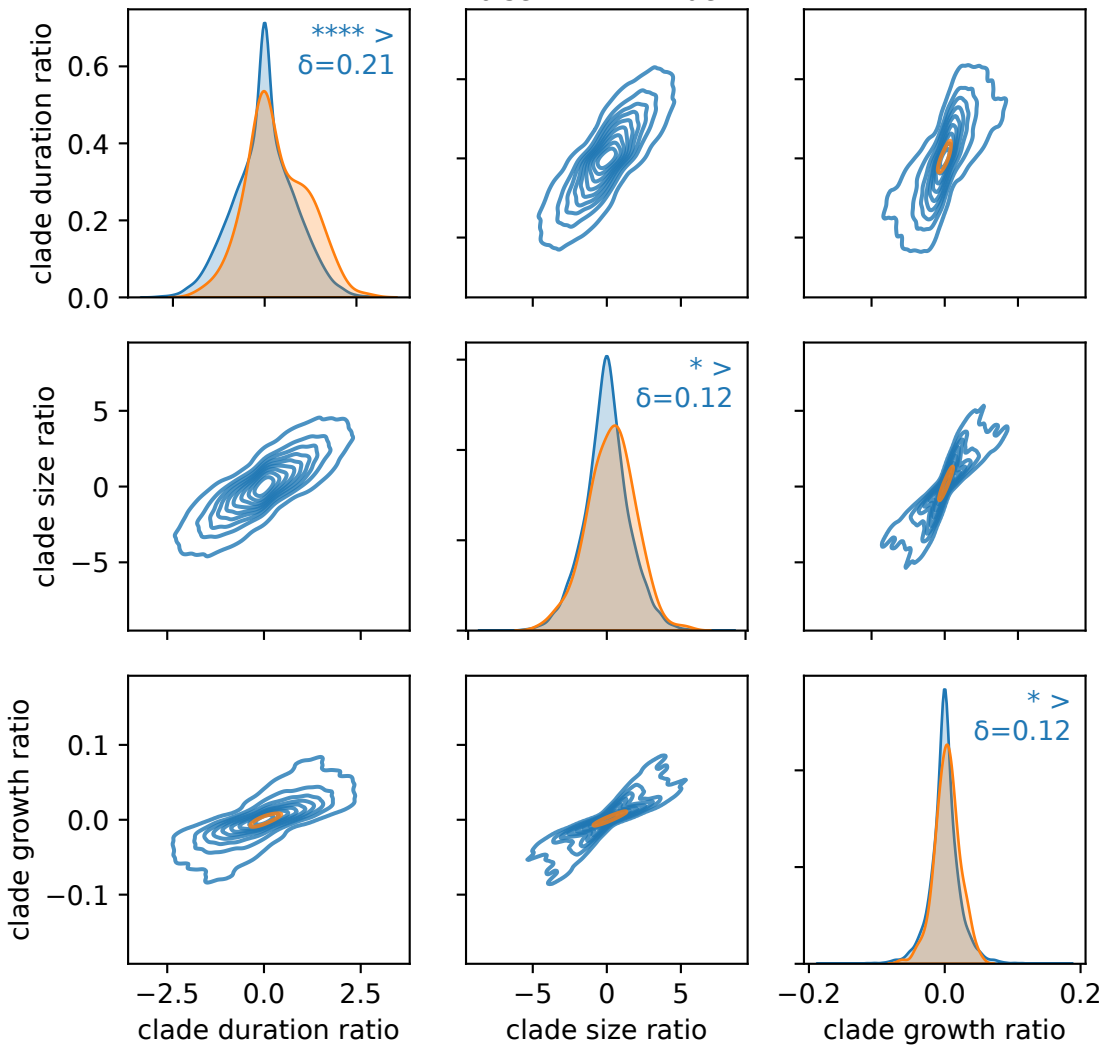 clade duration ratio
0.6
0.4
0.2
0.0
**** >
δ=0.21
clade size ratio
5
0
−5
* >
δ=0.12
clade growth ratio
0.1
0.0
−0.1
* >
δ=0.12
−2.5 0.0 2.5
−5 0 5
−0.2 0.0 0.2
clade duration ratio
clade size ratio
clade growth ratio